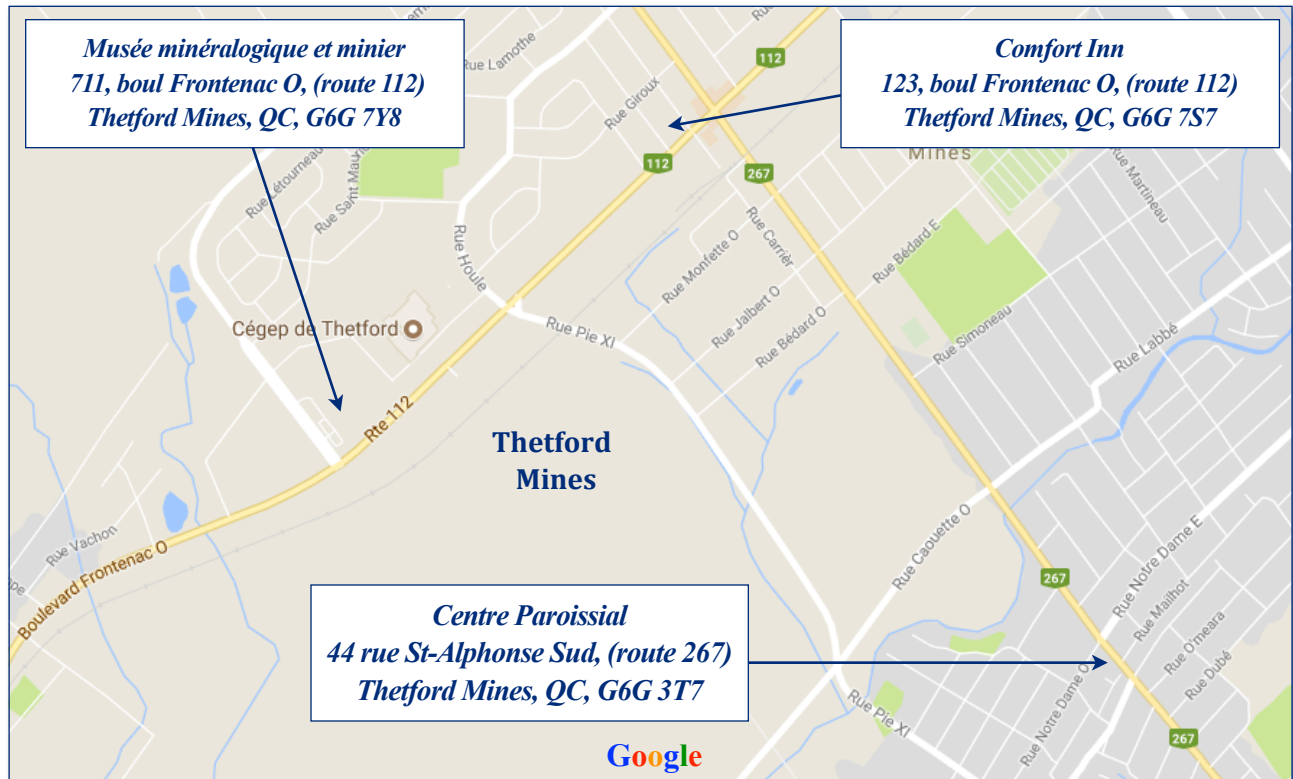 Musée minéralogique et minier
711, boul Frontenac O, (route 112)
Thetford Mines, QC, G6G 7Y8
Comfort Inn
123, boul Frontenac O, (route 112)
Thetford Mines, QC, G6G 7S7
Rue Lamothe
112
Rue Giroux
Mines
112
267
Rue Martineau
Rue Létourneau
Rue Saint Mau
Rue Carrier
Rue Bédard E
Rue Monfette O
Rue Houle
Cégep de Thetford
Rue Pie XI
Rue Jalbert O
Rue Bédard O
Rue Simoneau
Rue Labbé
Rte 112
Thetford
Mines
Rue Vachon
Boulevard Frontenac O
Rue Caouette O
Rue Notre Dame E
267
Rue Mailhot
Centre Paroissial
44 rue St-Alphonse Sud, (route 267)
Thetford Mines, QC, G6G 3T7
Rue O'meara
Rue Dubé
Rue Notre Dame O
Rue Pie XI
267
Google